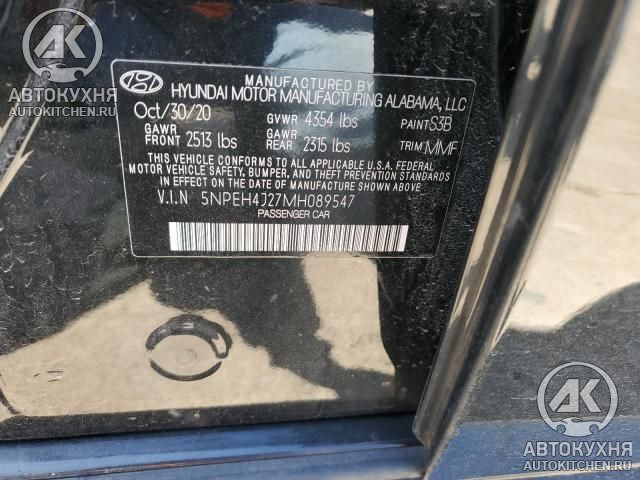 AK
АВТОКУХНЯ
AUTOKITCHEN.RU
MANUFACTURED BY
HYUNDAI MOTOR MANUFACTURING ALABAMA, LLC
Oct/30/20 GVWR 4354 lbs PAINT S3B
GAWR FRONT 2513 lbs GAWR REAR 2315 lbs TRIM MMF
THIS VEHICLE CONFORMS TO ALL APPLICABLE U.S.A. FEDERAL
MOTOR VEHICLE SAFETY, BUMPER, AND THEFT PREVENTION STANDARDS
IN EFFECT ON THE DATE OF MANUFACTURE SHOWN ABOVE.
V.I.N 5NPEH4J27MH089547
PASSENGER CAR
AK
АВТОКУХНЯ
AUTOKITCHEN.RU